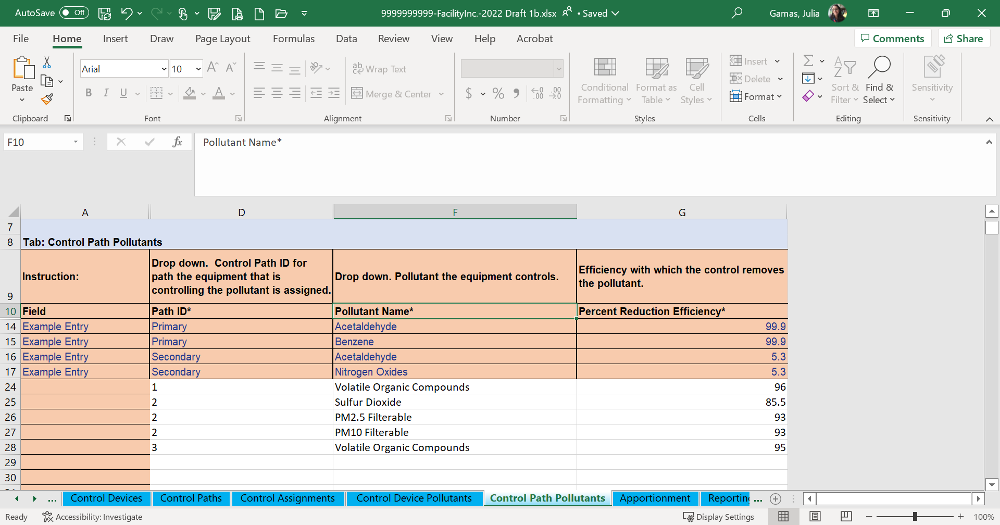 AutoSave Off 9999999999-FacilityInc.-2022 Draft 1b.xlsx • Saved Gamas, Julia
File Home Insert Draw Page Layout Formulas Data Review View Help Acrobat Comments Share
Paste
Arial 10
B I U
ab Wrap Text
Merge & Center
$ % 9
Conditional Formatting
Format as Table
Cell Styles
Insert
Delete
Format
Sort & Filter
Find & Select
Sensitivity
Clipboard Font Alignment Number Styles Cells Editing Sensitivity
F10 fx Pollutant Name*
A D F G
7
8 Tab: Control Path Pollutants
9 Instruction: Drop down. Control Path ID for path the equipment that is controlling the pollutant is assigned. Drop down. Pollutant the equipment controls. Efficiency with which the control removes the pollutant.
10 Field Path ID* Pollutant Name* Percent Reduction Efficiency*
14 Example Entry Primary Acetaldehyde 99.9
15 Example Entry Primary Benzene 99.9
16 Example Entry Secondary Acetaldehyde 5.3
17 Example Entry Secondary Nitrogen Oxides 5.3
24 1 Volatile Organic Compounds 96
25 2 Sulfur Dioxide 85.5
26 2 PM2.5 Filterable 93
27 2 PM10 Filterable 93
28 3 Volatile Organic Compounds 95
29
30
... Control Devices Control Paths Control Assignments Control Device Pollutants Control Path Pollutants Apportionment Reporting ...
Ready Accessibility: Investigate Display Settings 100%